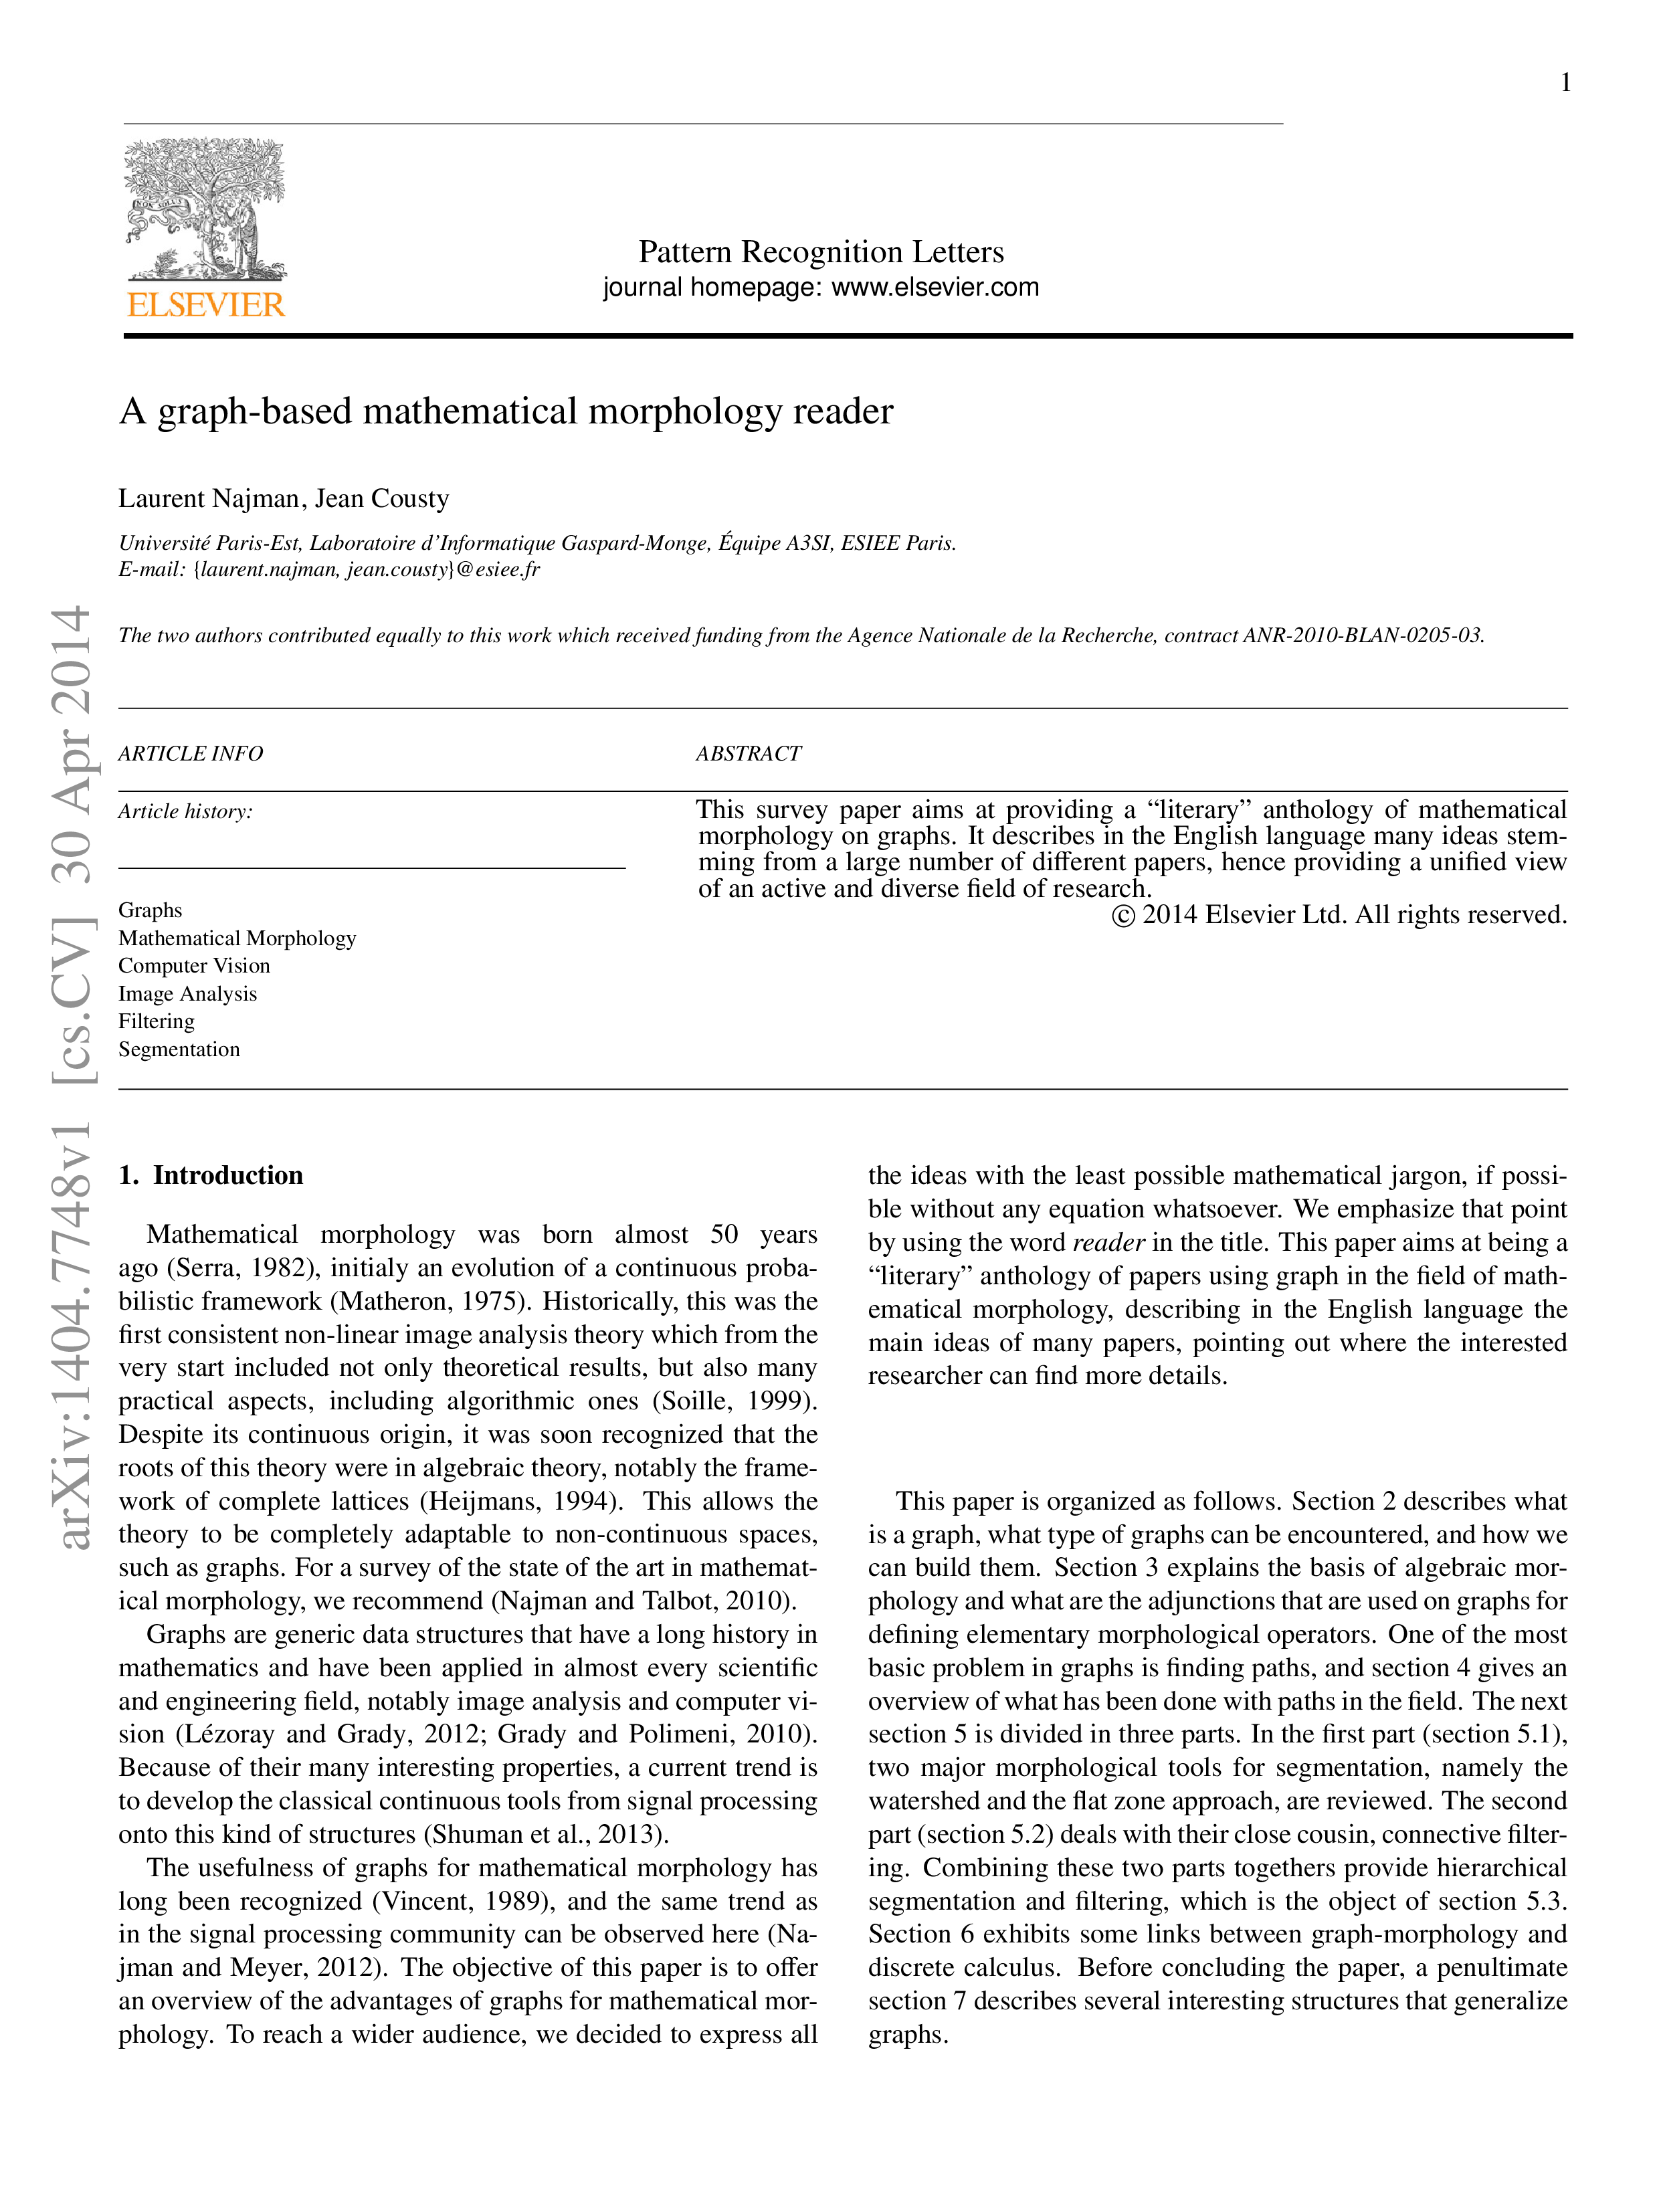 1
NON SOLUS
ELSEVIER
Pattern Recognition Letters
journal homepage: www.elsevier.com
A graph-based mathematical morphology reader
Laurent Najman, Jean Cousty
Université Paris-Est, Laboratoire d'Informatique Gaspard-Monge, Équipe A3SI, ESIEE Paris.
E-mail: {laurent.najman, jean.cousty}@esiee.fr
The two authors contributed equally to this work which received funding from the Agence Nationale de la Recherche, contract ANR-2010-BLAN-0205-03.
ARTICLE INFO
Article history:
Graphs
Mathematical Morphology
Computer Vision
Image Analysis
Filtering
Segmentation
ABSTRACT
This survey paper aims at providing a “literary” anthology of mathematical
morphology on graphs. It describes in the English language many ideas stem-
ming from a large number of different papers, hence providing a unified view
of an active and diverse field of research.
© 2014 Elsevier Ltd. All rights reserved.
arXiv:1404.7748v1 [cs.CV] 30 Apr 2014
1. Introduction
Mathematical morphology was born almost 50 years
ago (Serra, 1982), initialy an evolution of a continuous proba-
bilistic framework (Matheron, 1975). Historically, this was the
first consistent non-linear image analysis theory which from the
very start included not only theoretical results, but also many
practical aspects, including algorithmic ones (Soille, 1999).
Despite its continuous origin, it was soon recognized that the
roots of this theory were in algebraic theory, notably the frame-
work of complete lattices (Heijmans, 1994). This allows the
theory to be completely adaptable to non-continuous spaces,
such as graphs. For a survey of the state of the art in mathemat-
ical morphology, we recommend (Najman and Talbot, 2010).
Graphs are generic data structures that have a long history in
mathematics and have been applied in almost every scientific
and engineering field, notably image analysis and computer vi-
sion (Lézoray and Grady, 2012; Grady and Polimeni, 2010).
Because of their many interesting properties, a current trend is
to develop the classical continuous tools from signal processing
onto this kind of structures (Shuman et al., 2013).
The usefulness of graphs for mathematical morphology has
long been recognized (Vincent, 1989), and the same trend as
in the signal processing community can be observed here (Na-
jman and Meyer, 2012). The objective of this paper is to offer
an overview of the advantages of graphs for mathematical mor-
phology. To reach a wider audience, we decided to express all
the ideas with the least possible mathematical jargon, if possi-
ble without any equation whatsoever. We emphasize that point
by using the word reader in the title. This paper aims at being a
“literary” anthology of papers using graph in the field of math-
ematical morphology, describing in the English language the
main ideas of many papers, pointing out where the interested
researcher can find more details.
This paper is organized as follows. Section 2 describes what
is a graph, what type of graphs can be encountered, and how we
can build them. Section 3 explains the basis of algebraic mor-
phology and what are the adjunctions that are used on graphs for
defining elementary morphological operators. One of the most
basic problem in graphs is finding paths, and section 4 gives an
overview of what has been done with paths in the field. The next
section 5 is divided in three parts. In the first part (section 5.1),
two major morphological tools for segmentation, namely the
watershed and the flat zone approach, are reviewed. The second
part (section 5.2) deals with their close cousin, connective filter-
ing. Combining these two parts togethers provide hierarchical
segmentation and filtering, which is the object of section 5.3.
Section 6 exhibits some links between graph-morphology and
discrete calculus. Before concluding the paper, a penultimate
section 7 describes several interesting structures that generalize
graphs.